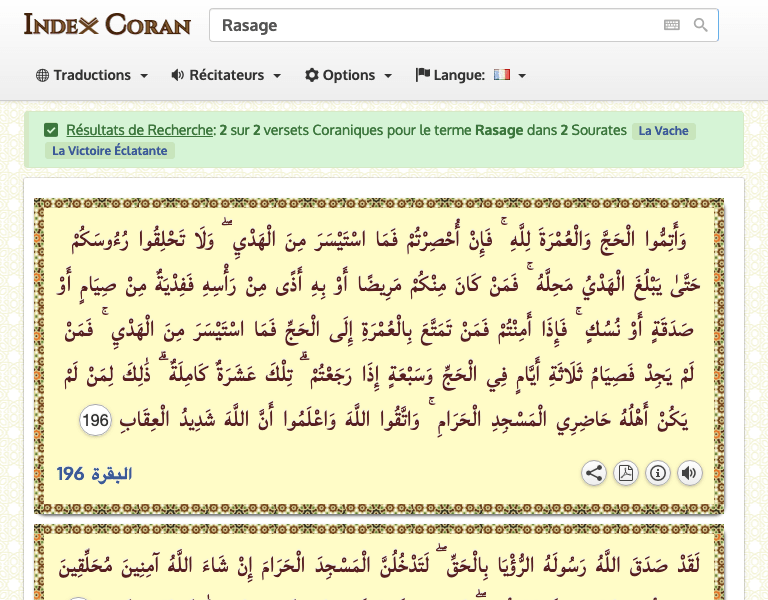 Index Coran
Rasage
Traductions Récitateurs Options Langue:
Résultats de Recherche: 2 sur 2 versets Coraniques pour le terme Rasage dans 2 Sourates La Vache
La Victoire Éclatante
وَأَتِمُّوا الْحَجَّ وَالْعُمْرَةَ لِلَّهِ ۚ فَإِنْ أُحْصِرْتُمْ فَمَا اسْتَيْسَرَ مِنَ الْهَدْيِ ۖ وَلَا تَحْلِقُوا رُءُوسَكُمْ
حَتَّىٰ يَبْلُغَ الْهَدْيُ مَحِلَّهُ ۚ فَمَنْ كَانَ مِنْكُمْ مَرِيضًا أَوْ بِهِ أَذًى مِنْ رَأْسِهِ فَفِدْيَةٌ مِنْ صِيَامٍ أَوْ
صَدَقَةٍ أَوْ نُسُكٍ ۚ فَإِذَا أَمِنْتُمْ فَمَنْ تَمَتَّعَ بِالْعُمْرَةِ إِلَى الْحَجِّ فَمَا اسْتَيْسَرَ مِنَ الْهَدْيِ ۚ فَمَنْ
لَمْ يَجِدْ فَصِيَامُ ثَلَاثَةِ أَيَّامٍ فِي الْحَجِّ وَسَبْعَةٍ إِذَا رَجَعْتُمْ ۗ تِلْكَ عَشَرَةٌ كَامِلَةٌ ۗ ذَٰلِكَ لِمَنْ لَمْ
يَكُنْ أَهْلُهُ حَاضِرِي الْمَسْجِدِ الْحَرَامِ ۚ وَاتَّقُوا اللَّهَ وَاعْلَمُوا أَنَّ اللَّهَ شَدِيدُ الْعِقَابِ 196
البقرة 196
لَقَدْ صَدَقَ اللَّهُ رَسُولَهُ الرُّؤْيَا بِالْحَقِّ ۖ لَتَدْخُلُنَّ الْمَسْجِدَ الْحَرَامَ إِنْ شَاءَ اللَّهُ آمِنِينَ مُحَلِّقِينَ